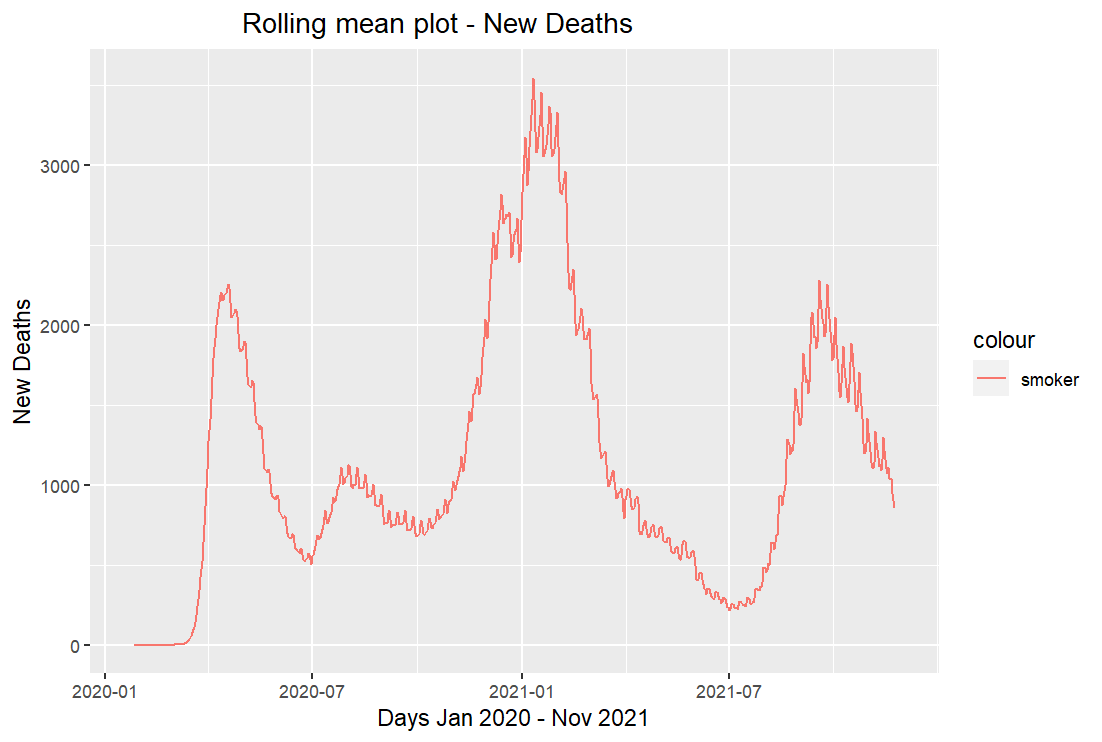 Rolling mean plot - New Deaths
New Deaths
3000
2000
1000
0
2020-01 2020-07 2021-01 2021-07
Days Jan 2020 - Nov 2021
colour
smoker